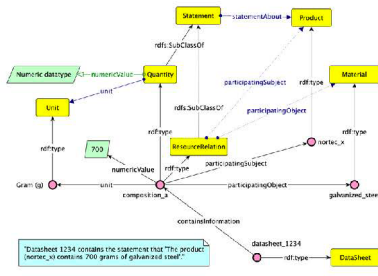 Statement
statementAbout
Product
rdfs:SubClassOf
Numeric datatype
numericValue
Quantity
participatingSubject
Material
unit
Unit
rdfs:SubClassOf
rdf:type
participatingObject
rdf:type
rdf:type
rdf:type
700
ResourceRelation
nortec_x
numericValue
rdf:type
participatingSubject
Gram (g)
unit
participatingObject
composition_a
galvanized_stee
containsInformation
datasheet_1234
"Datasheet 1234 contains the statement that 'The product
(nortec_x) contains 700 grams of galvanized steel'."
rdf:type
DataSheet